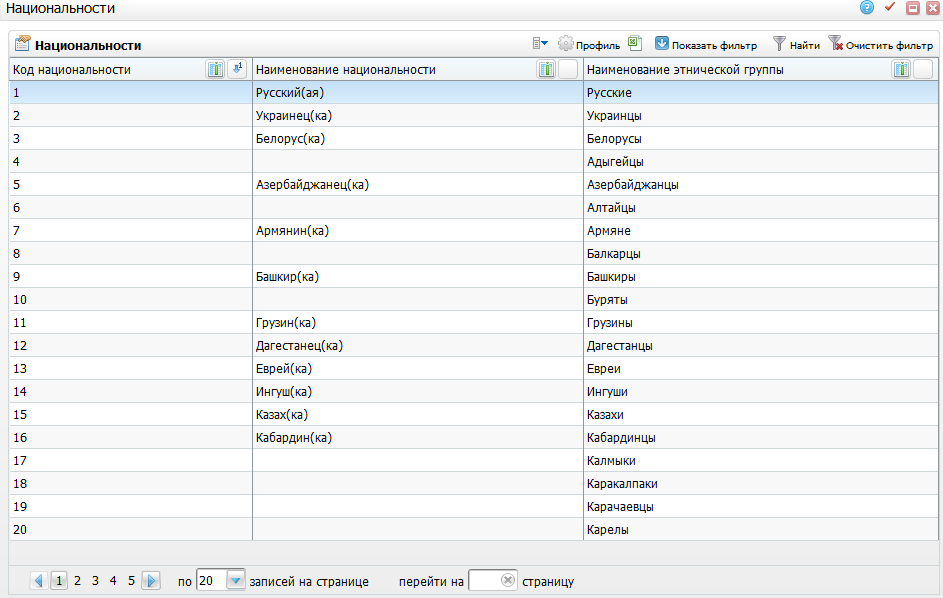 Национальности
Национальности Профиль Показать фильтр Найти Очистить фильтр
Код национальности Наименование национальности Наименование этнической группы
1 Русский(ая) Русские
2 Украинец(ка) Украинцы
3 Белорус(ка) Белорусы
4 Адыгейцы
5 Азербайджанец(ка) Азербайджанцы
6 Алтайцы
7 Армянин(ка) Армяне
8 Балкарцы
9 Башкир(ка) Башкиры
10 Буряты
11 Грузин(ка) Грузины
12 Дагестанец(ка) Дагестанцы
13 Еврей(ка) Евреи
14 Ингуш(ка) Ингуши
15 Казах(ка) Казахи
16 Кабардин(ка) Кабардинцы
17 Калмыки
18 Каракалпаки
19 Карачаевцы
20 Карелы
1 2 3 4 5 по 20 записей на странице перейти на страницу